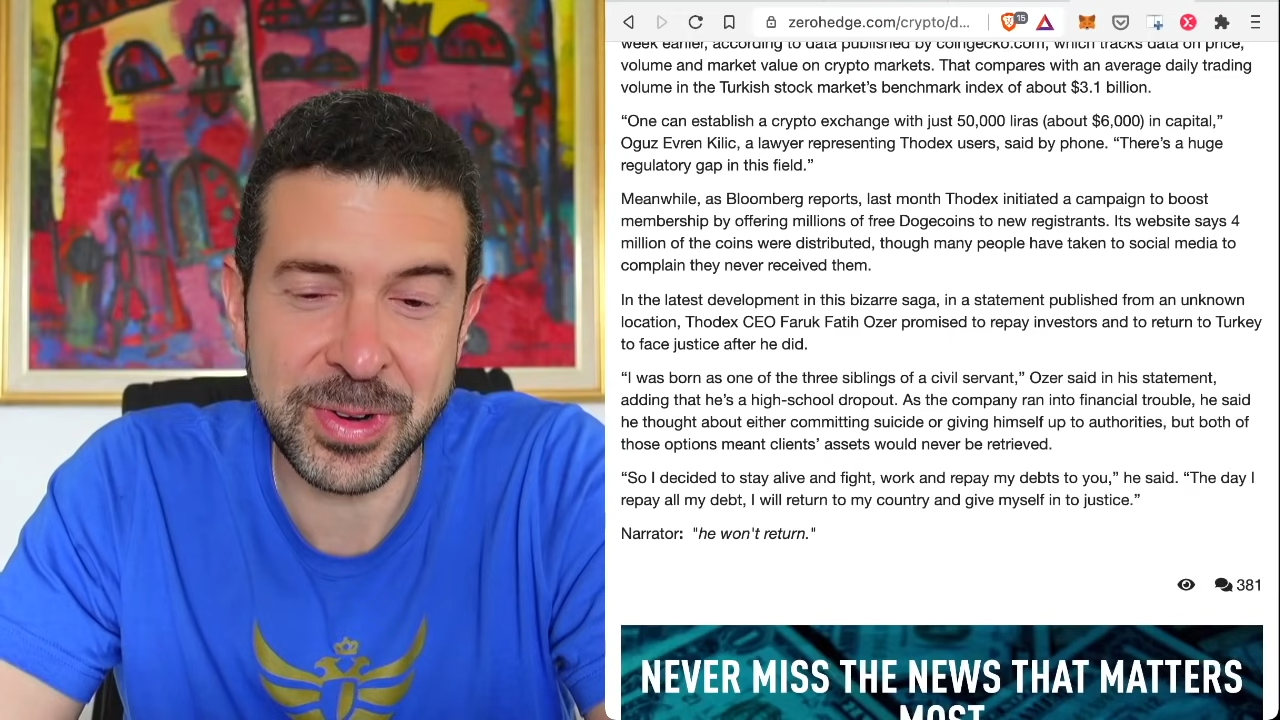 zerohedge.com/crypto/d...
15
week earlier, according to data published by coingecko.com, which tracks data on price,
volume and market value on crypto markets. That compares with an average daily trading
volume in the Turkish stock market’s benchmark index of about $3.1 billion.
“One can establish a crypto exchange with just 50,000 liras (about $6,000) in capital,”
Oguz Evren Kilic, a lawyer representing Thodex users, said by phone. “There’s a huge
regulatory gap in this field.”
Meanwhile, as Bloomberg reports, last month Thodex initiated a campaign to boost
membership by offering millions of free Dogecoins to new registrants. Its website says 4
million of the coins were distributed, though many people have taken to social media to
complain they never received them.
In the latest development in this bizarre saga, in a statement published from an unknown
location, Thodex CEO Faruk Fatih Ozer promised to repay investors and to return to Turkey
to face justice after he did.
“I was born as one of the three siblings of a civil servant,” Ozer said in his statement,
adding that he’s a high-school dropout. As the company ran into financial trouble, he said
he thought about either committing suicide or giving himself up to authorities, but both of
those options meant clients’ assets would never be retrieved.
“So I decided to stay alive and fight, work and repay my debts to you,” he said. “The day I
repay all my debt, I will return to my country and give myself in to justice.”
Narrator: "he won't return."
381
NEVER MISS THE NEWS THAT MATTERS
MOST